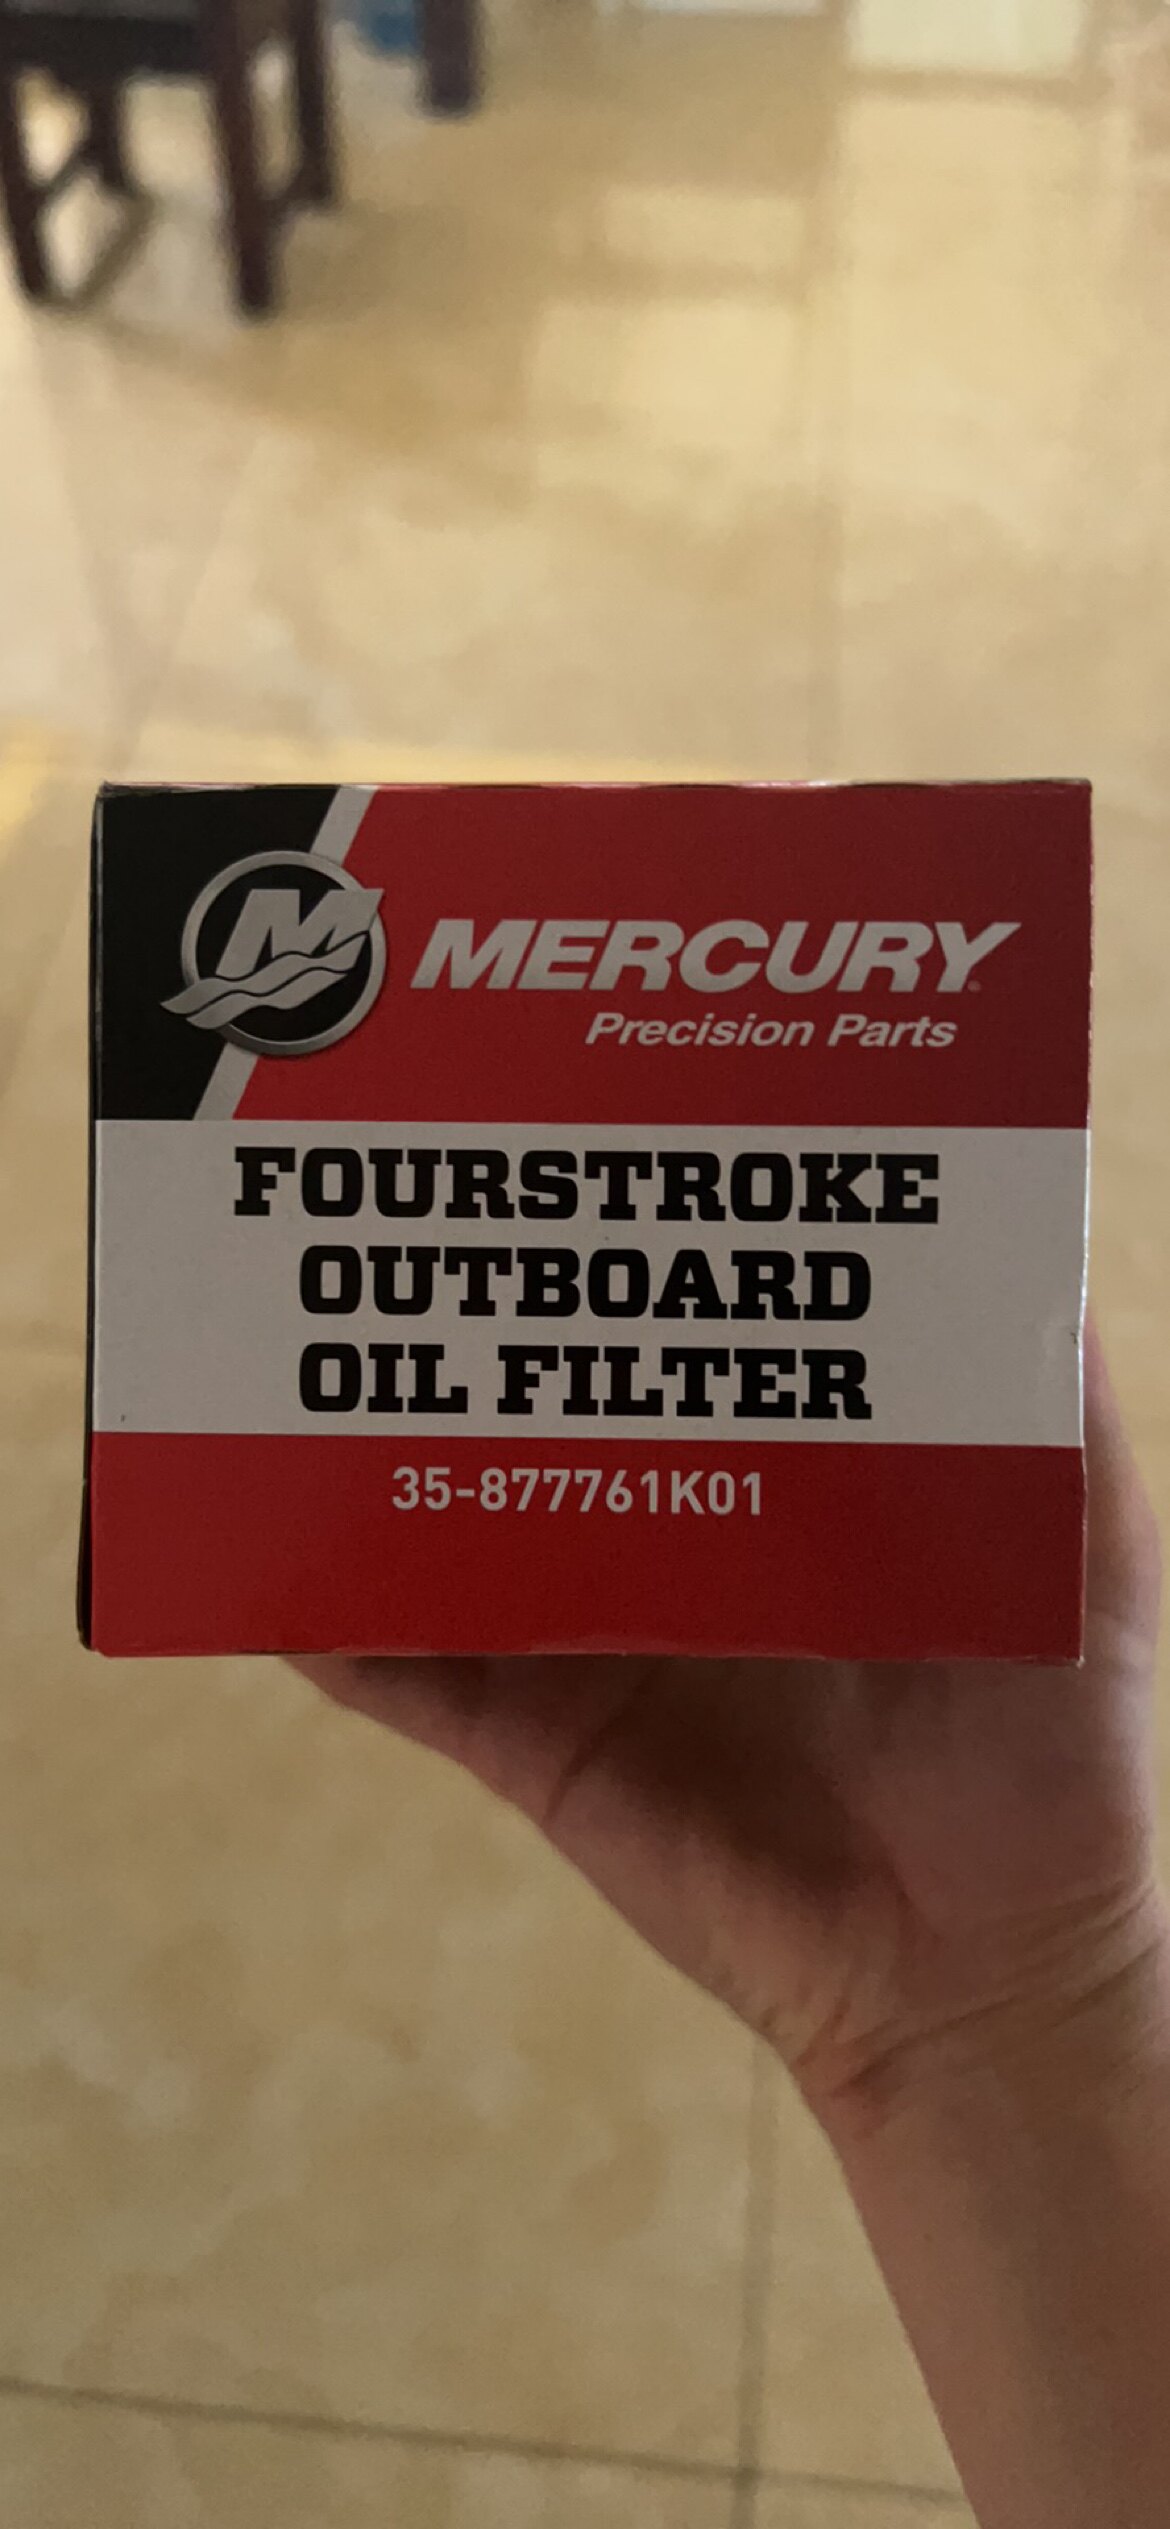 M
MERCURY
Precision Parts
FOURSTROKE
OUTBOARD
OIL FILTER
35-877761K01